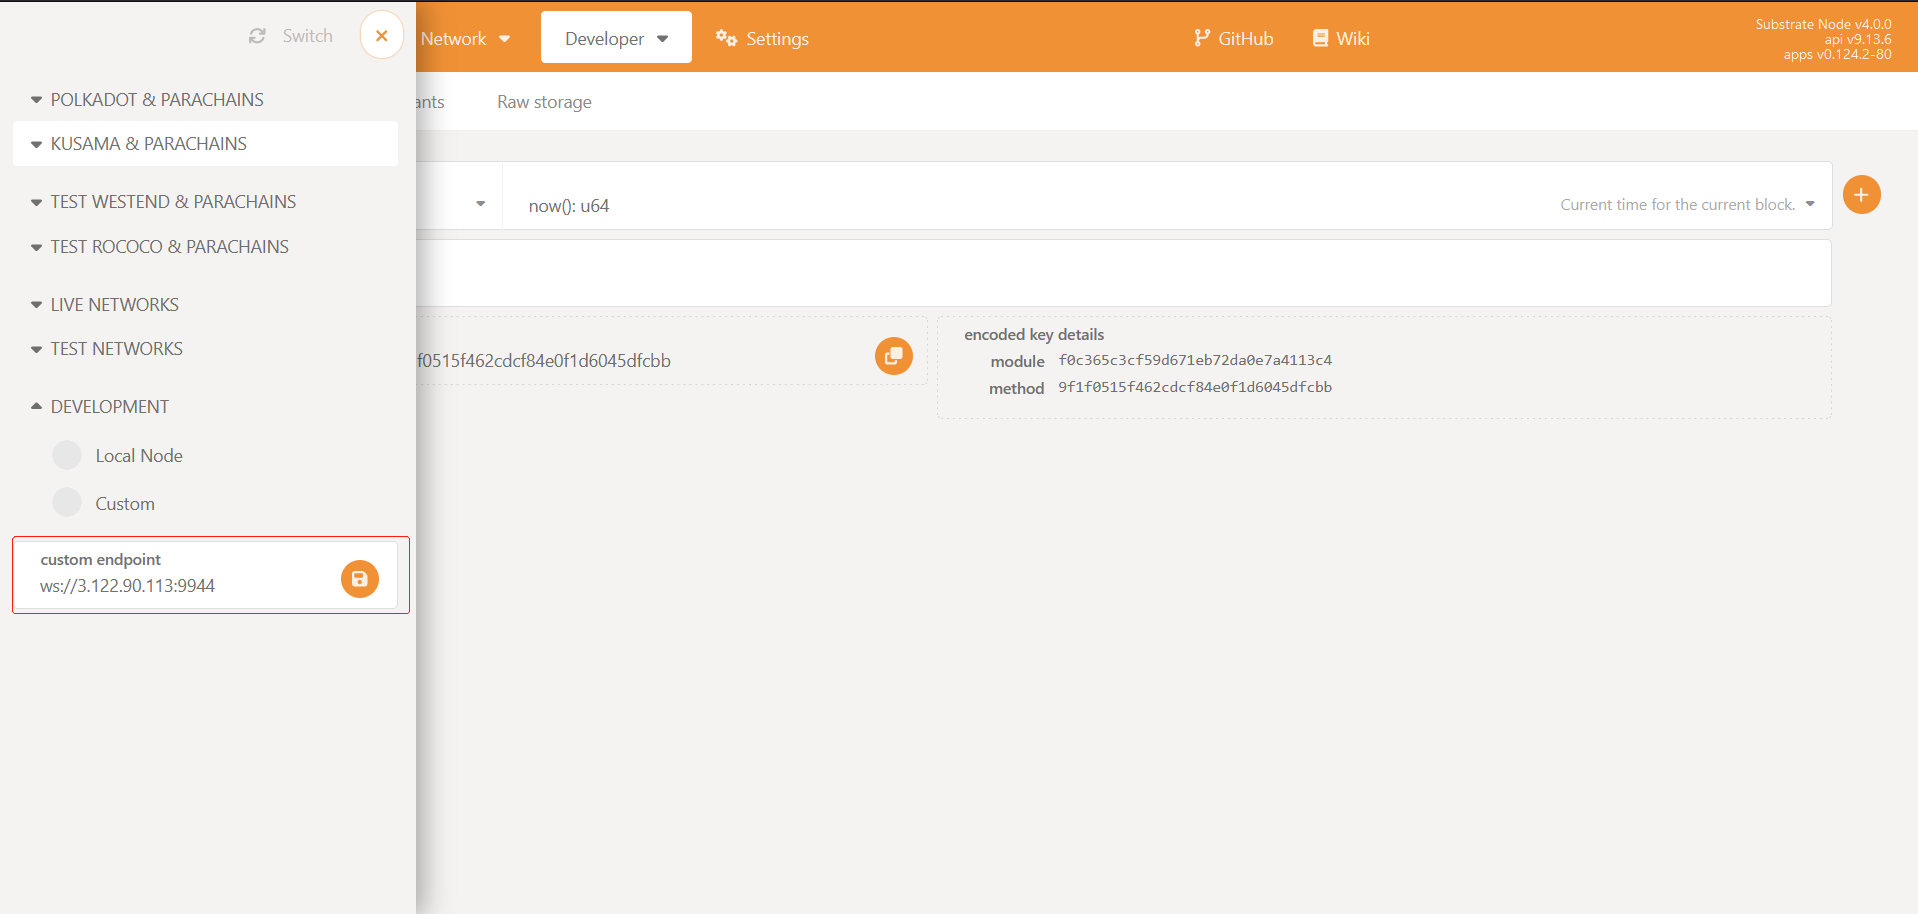 Switch
Network
Developer
Settings
GitHub
Wiki
Substrate Node v4.0.0
api v9.13.6
apps v0.124.2-80
POLKADOT & PARACHAINS
KUSAMA & PARACHAINS
TEST WESTEND & PARACHAINS
TEST ROCOCO & PARACHAINS
LIVE NETWORKS
TEST NETWORKS
DEVELOPMENT
Local Node
Custom
custom endpoint
ws://3.122.90.113:9944
ants
Raw storage
now(): u64
Current time for the current block.
f0515f462cdcf84e0f1d6045dfcbb
encoded key details
module f0c365c3cf59d671eb72da0e7a4113c4
method 9f1f0515f462cdcf84e0f1d6045dfcbb